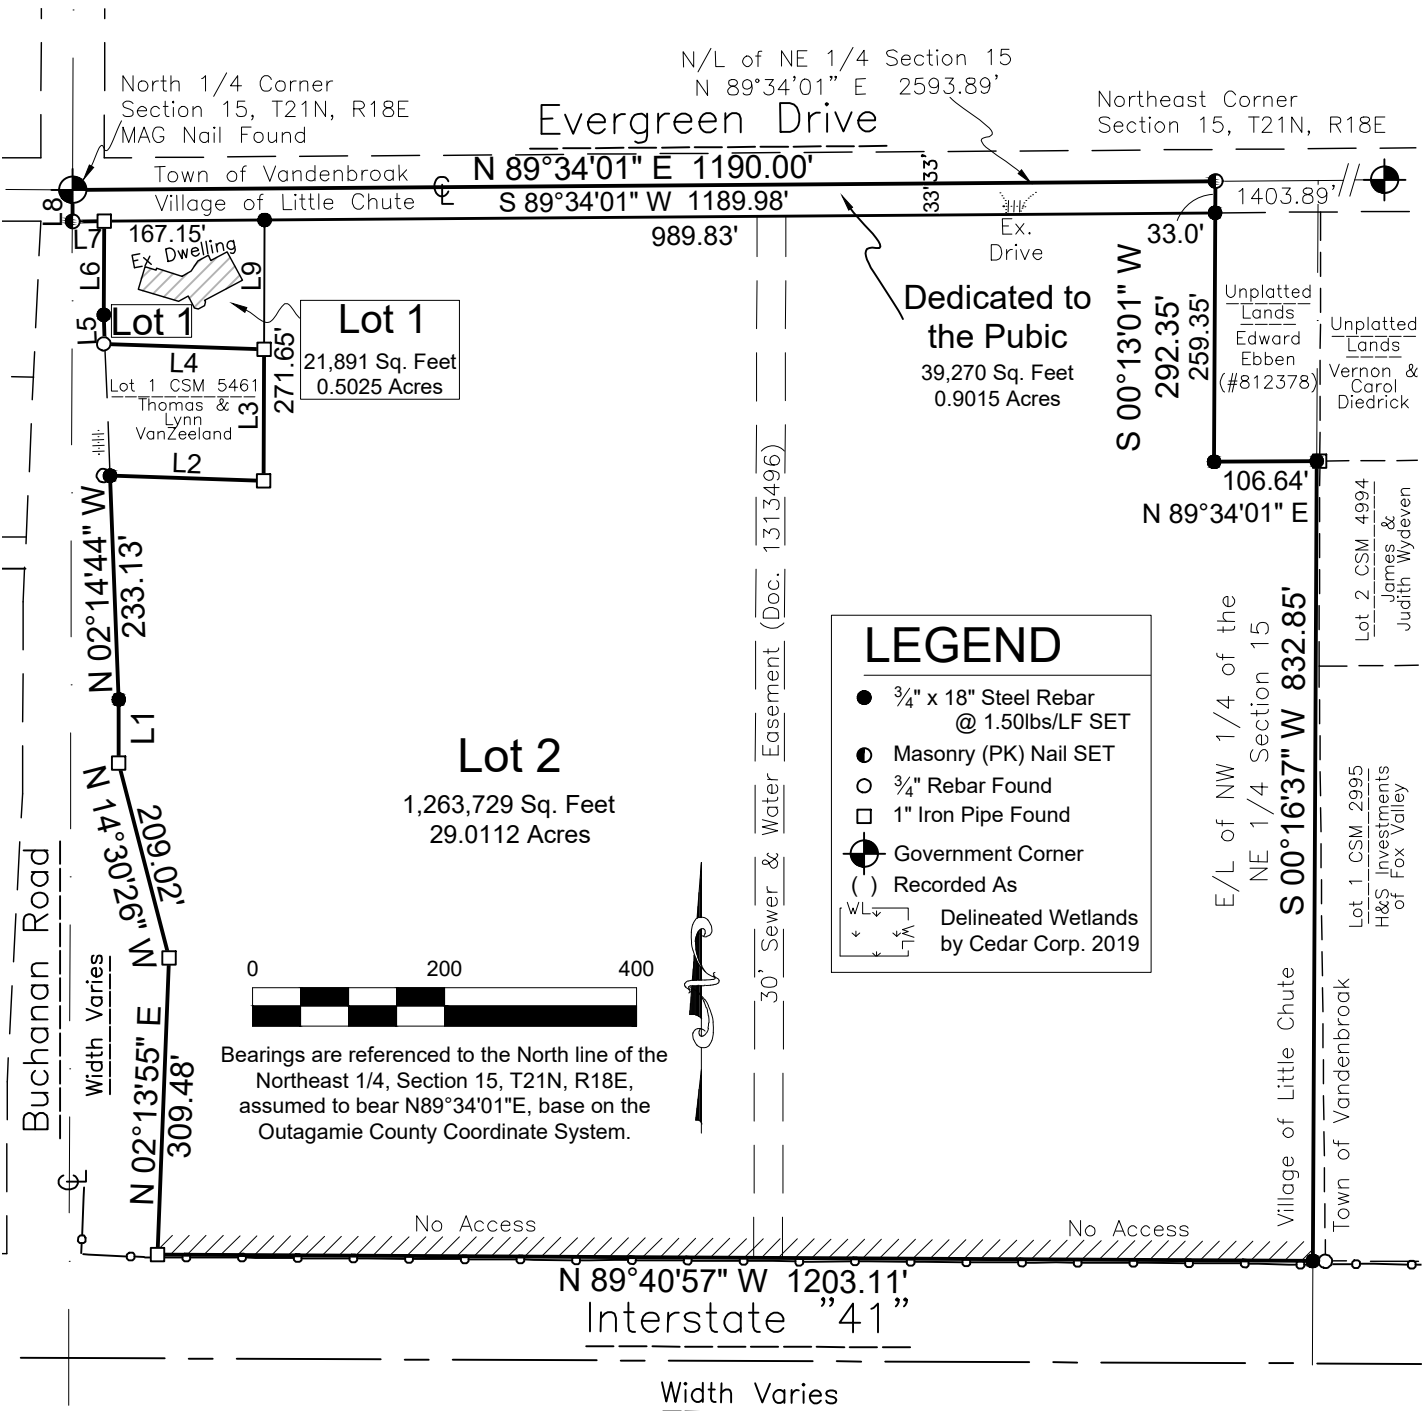 N/L of NE 1/4 Section 15
N 89°34'01" E 2593.89'
North 1/4 Corner
Section 15, T21N, R18E
MAG Nail Found
Northeast Corner
Section 15, T21N, R18E
Evergreen Drive
Town of Vandenbroak
N 89°34'01" E 1190.00'
33'
33'
Village of Little Chute
S 89°34'01" W 1189.98'
1403.89'
L8
L7
167.15'
989.83'
33.0'
Ex.
Drive
Ex Dwelling
L6
L9
L5
Lot 1
Lot 1
21,891 Sq. Feet
0.5025 Acres
L4
271.65'
L3
Lot 1 CSM 5461
Thomas &
Lynn
VanZeeland
L2
Dedicated to
the Pubic
39,270 Sq. Feet
0.9015 Acres
S 00°13'01" W
292.35'
259.35'
Unplatted
Lands
Edward
Ebben
(#812378)
Unplatted
Lands
Vernon &
Carol
Diedrick
106.64'
N 89°34'01" E
Lot 2 CSM 4994
James &
Judith Wydeven
N 02°14'44" W
233.13'
L1
30' Sewer & Water Easement (Doc. 1313496)
E/L of NW 1/4 of the
NE 1/4 Section 15
S 00°16'37" W 832.85'
LEGEND
¾" x 18" Steel Rebar
@ 1.50lbs/LF SET
Masonry (PK) Nail SET
¾" Rebar Found
1" Iron Pipe Found
Government Corner
( ) Recorded As
WL
WL
Delineated Wetlands
by Cedar Corp. 2019
Lot 2
1,263,729 Sq. Feet
29.0112 Acres
N 14°30'26" W
209.02'
Lot 1 CSM 2995
H&S Investments
of Fox Valley
Buchanan Road
Width Varies
0 200 400
Bearings are referenced to the North line of the
Northeast 1/4, Section 15, T21N, R18E,
assumed to bear N89°34'01"E, base on the
Outagamie County Coordinate System.
N 02°13'55" E
309.48'
Village of Little Chute
Town of Vandenbroak
No Access
No Access
N 89°40'57" W 1203.11'
Interstate "41"
Width Varies